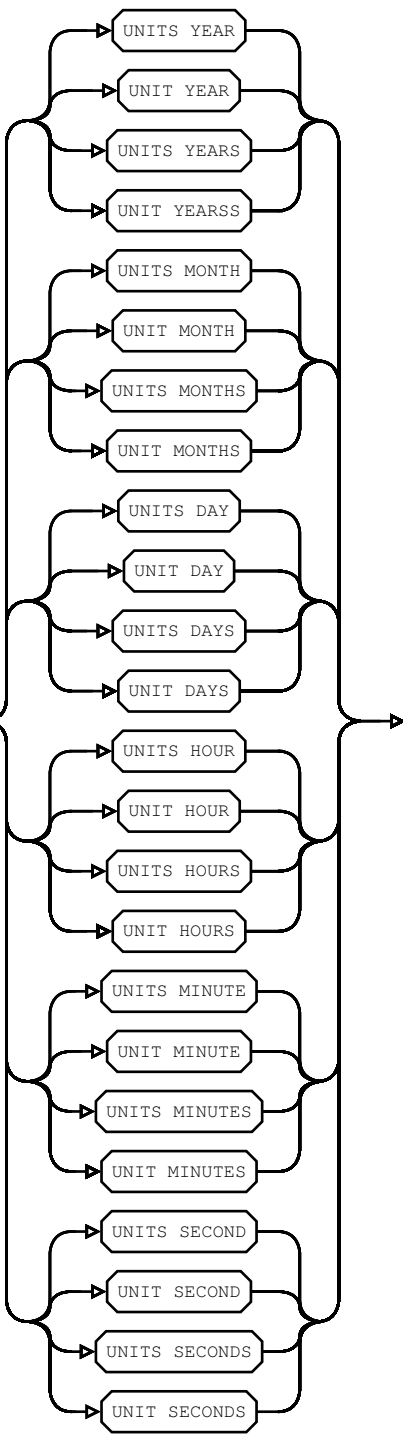 UNITS YEAR
UNIT YEAR
UNITS YEARS
UNIT YEARSS
UNITS MONTH
UNIT MONTH
UNITS MONTHS
UNIT MONTHS
UNITS DAY
UNIT DAY
UNITS DAYS
UNIT DAYS
UNITS HOUR
UNIT HOUR
UNITS HOURS
UNIT HOURS
UNITS MINUTE
UNIT MINUTE
UNITS MINUTES
UNIT MINUTES
UNITS SECOND
UNIT SECOND
UNITS SECONDS
UNIT SECONDS